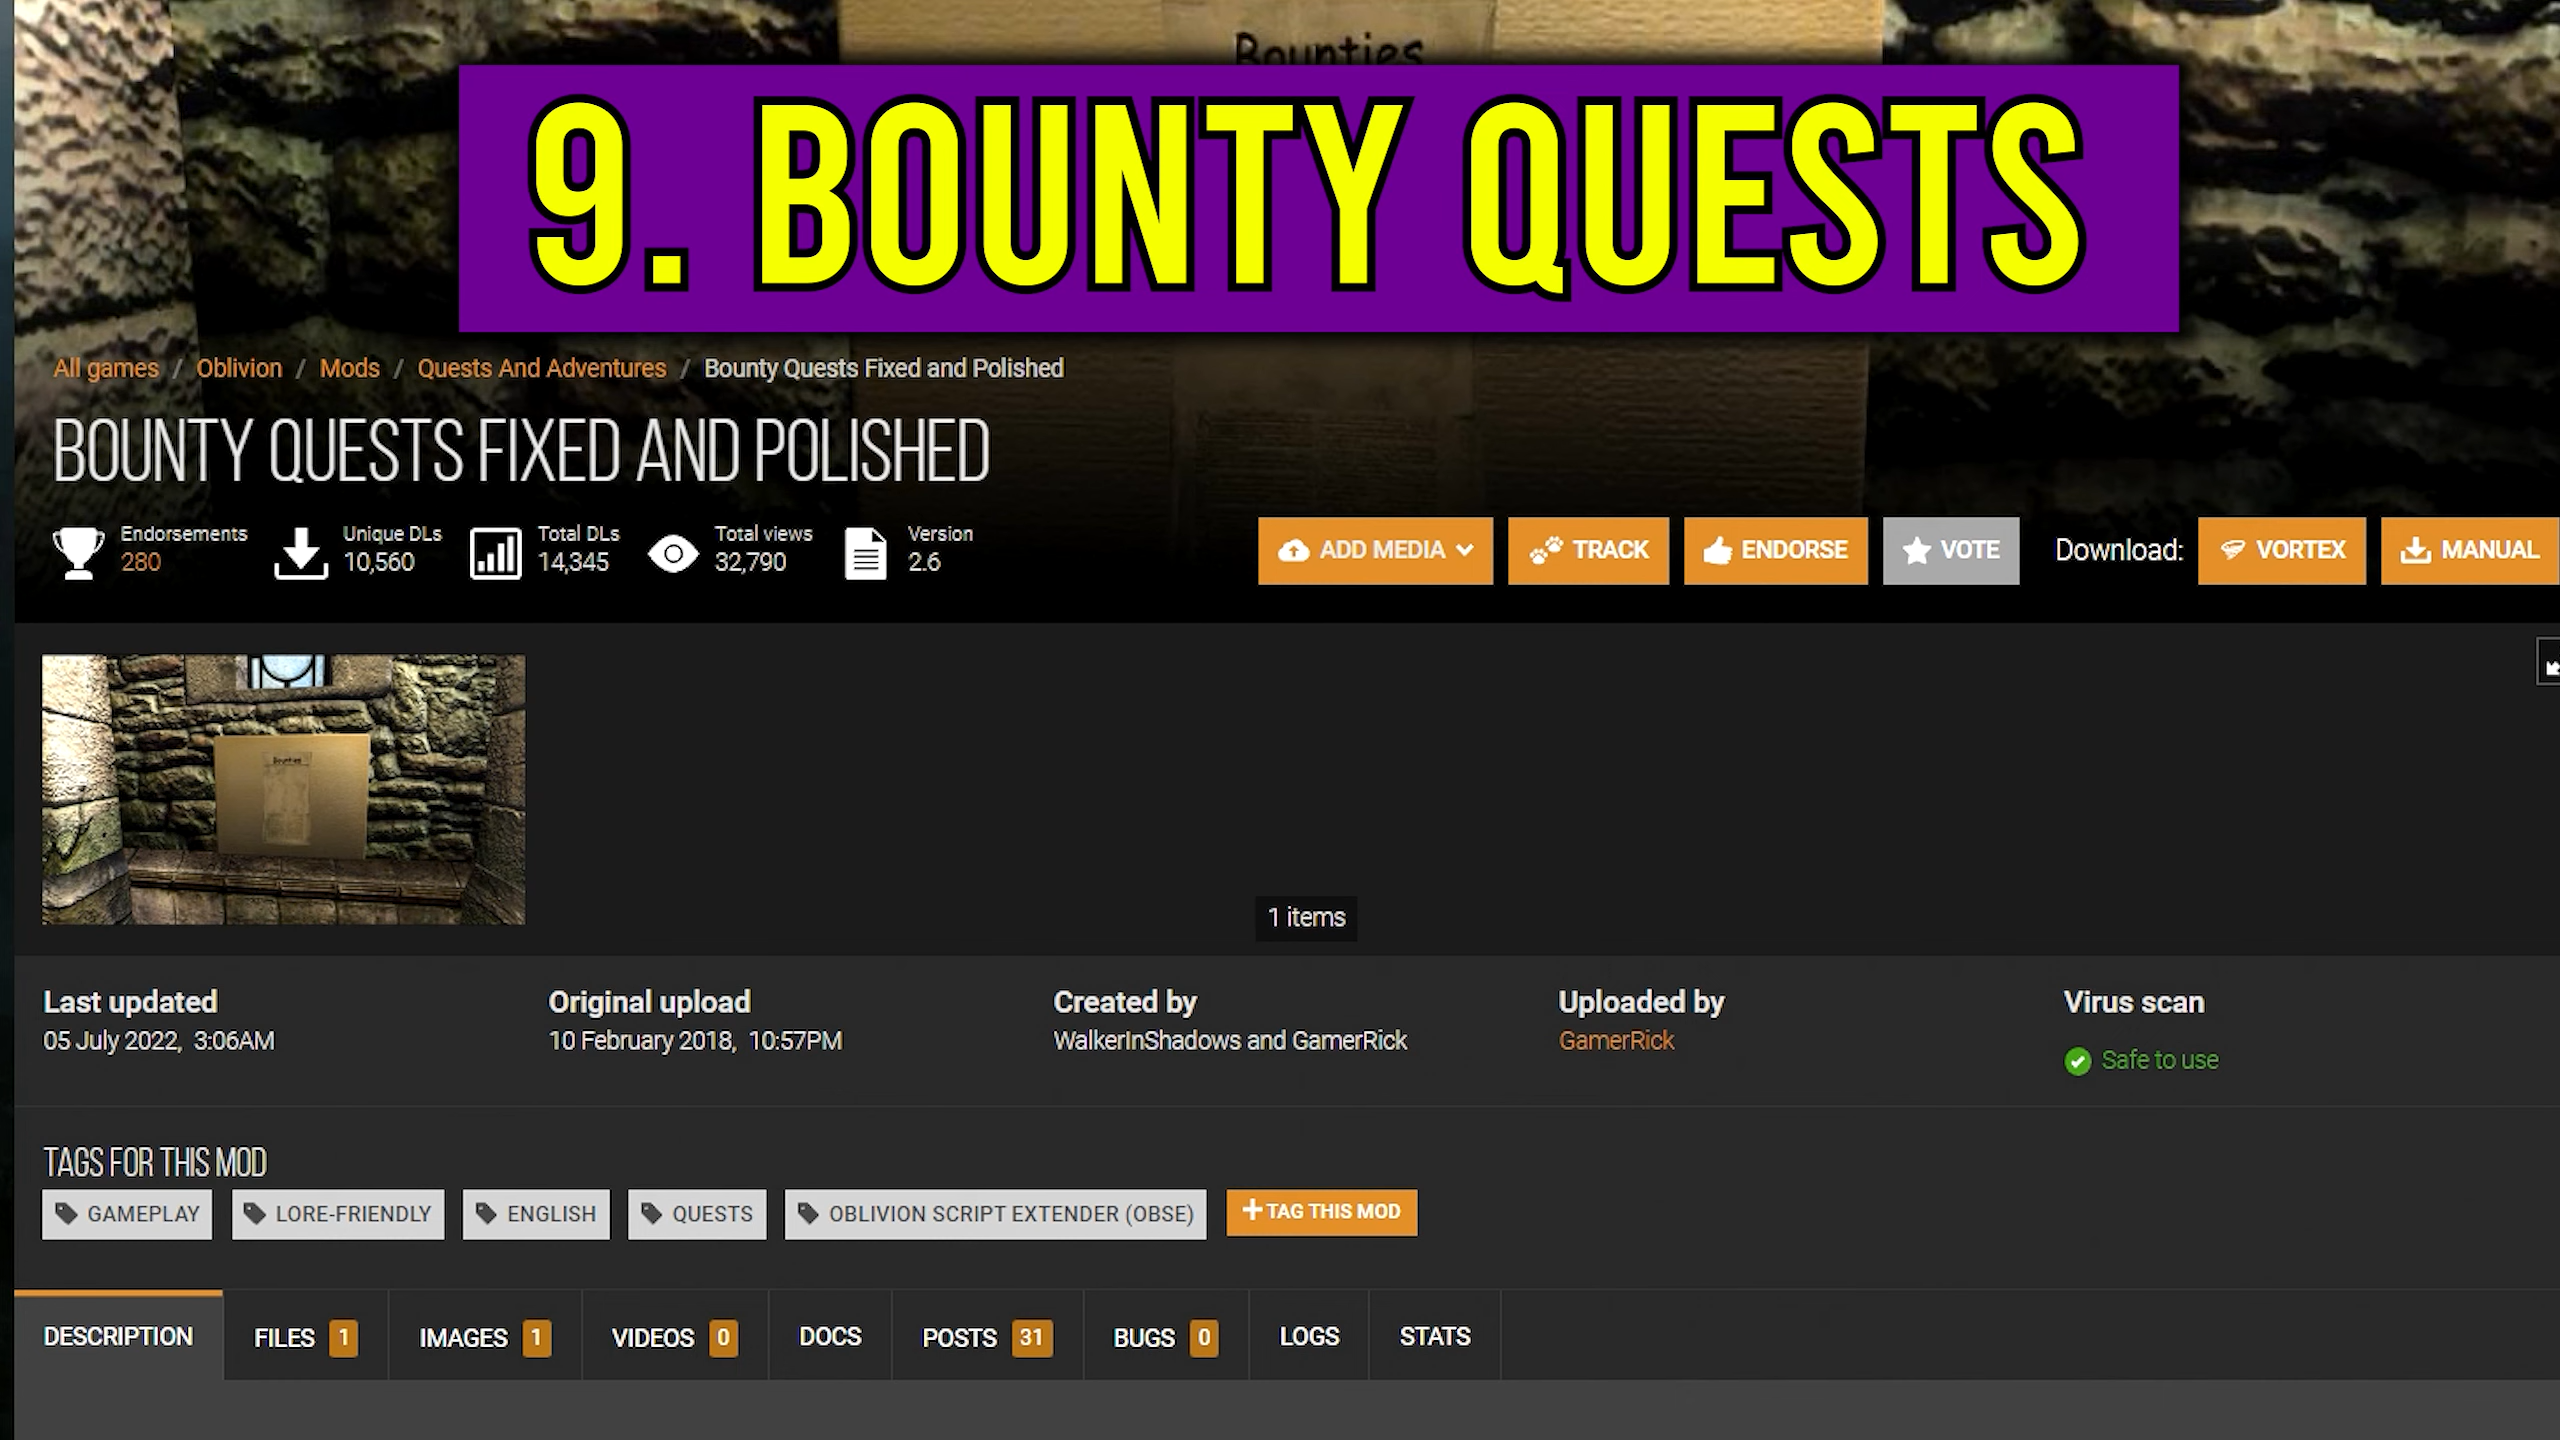 Bounties
9. BOUNTY QUESTS
All games / Oblivion / Mods / Quests And Adventures / Bounty Quests Fixed and Polished
BOUNTY QUESTS FIXED AND POLISHED
Endorsements
280
Unique DLs
10,560
Total DLs
14,345
Total views
32,790
Version
2.6
ADD MEDIA
TRACK
ENDORSE
VOTE
Download:
VORTEX
MANUAL
Bounties
1 items
Last updated
05 July 2022, 3:06AM
Original upload
10 February 2018, 10:57PM
Created by
WalkerInShadows and GamerRick
Uploaded by
GamerRick
Virus scan
Safe to use
TAGS FOR THIS MOD
GAMEPLAY
LORE-FRIENDLY
ENGLISH
QUESTS
OBLIVION SCRIPT EXTENDER (OBSE)
+TAG THIS MOD
DESCRIPTION
FILES 1
IMAGES 1
VIDEOS 0
DOCS
POSTS 31
BUGS 0
LOGS
STATS